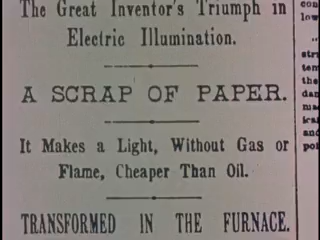 The Great Inventor's Triumph in
Electric Illumination.
A SCRAP OF PAPER.
It Makes a Light, Without Gas or
Flame, Cheaper Than Oil.
TRANSFORMED IN THE FURNACE.